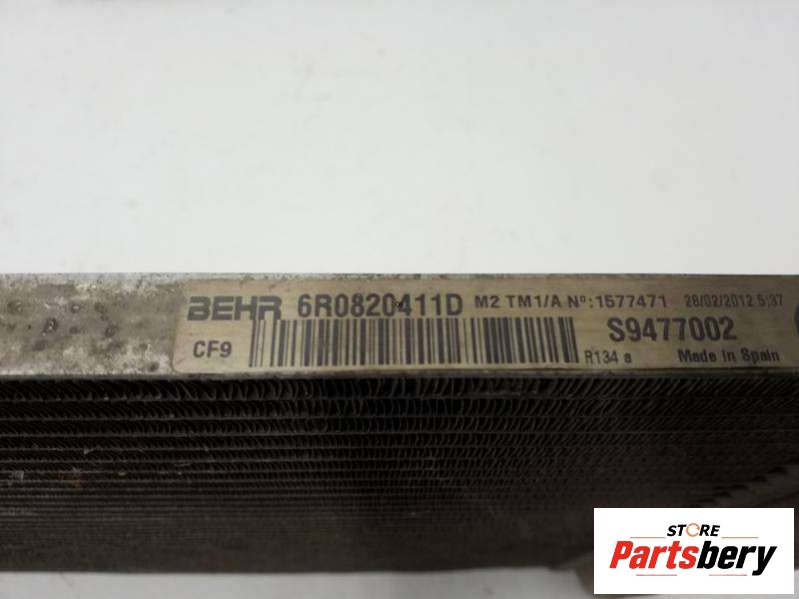 BEHR 6R0820411D M2 TM1/A Nº:1577471 28/02/2012 5:37
CF9 S9477002
R134 a Made in Spain
STORE
Partsbery